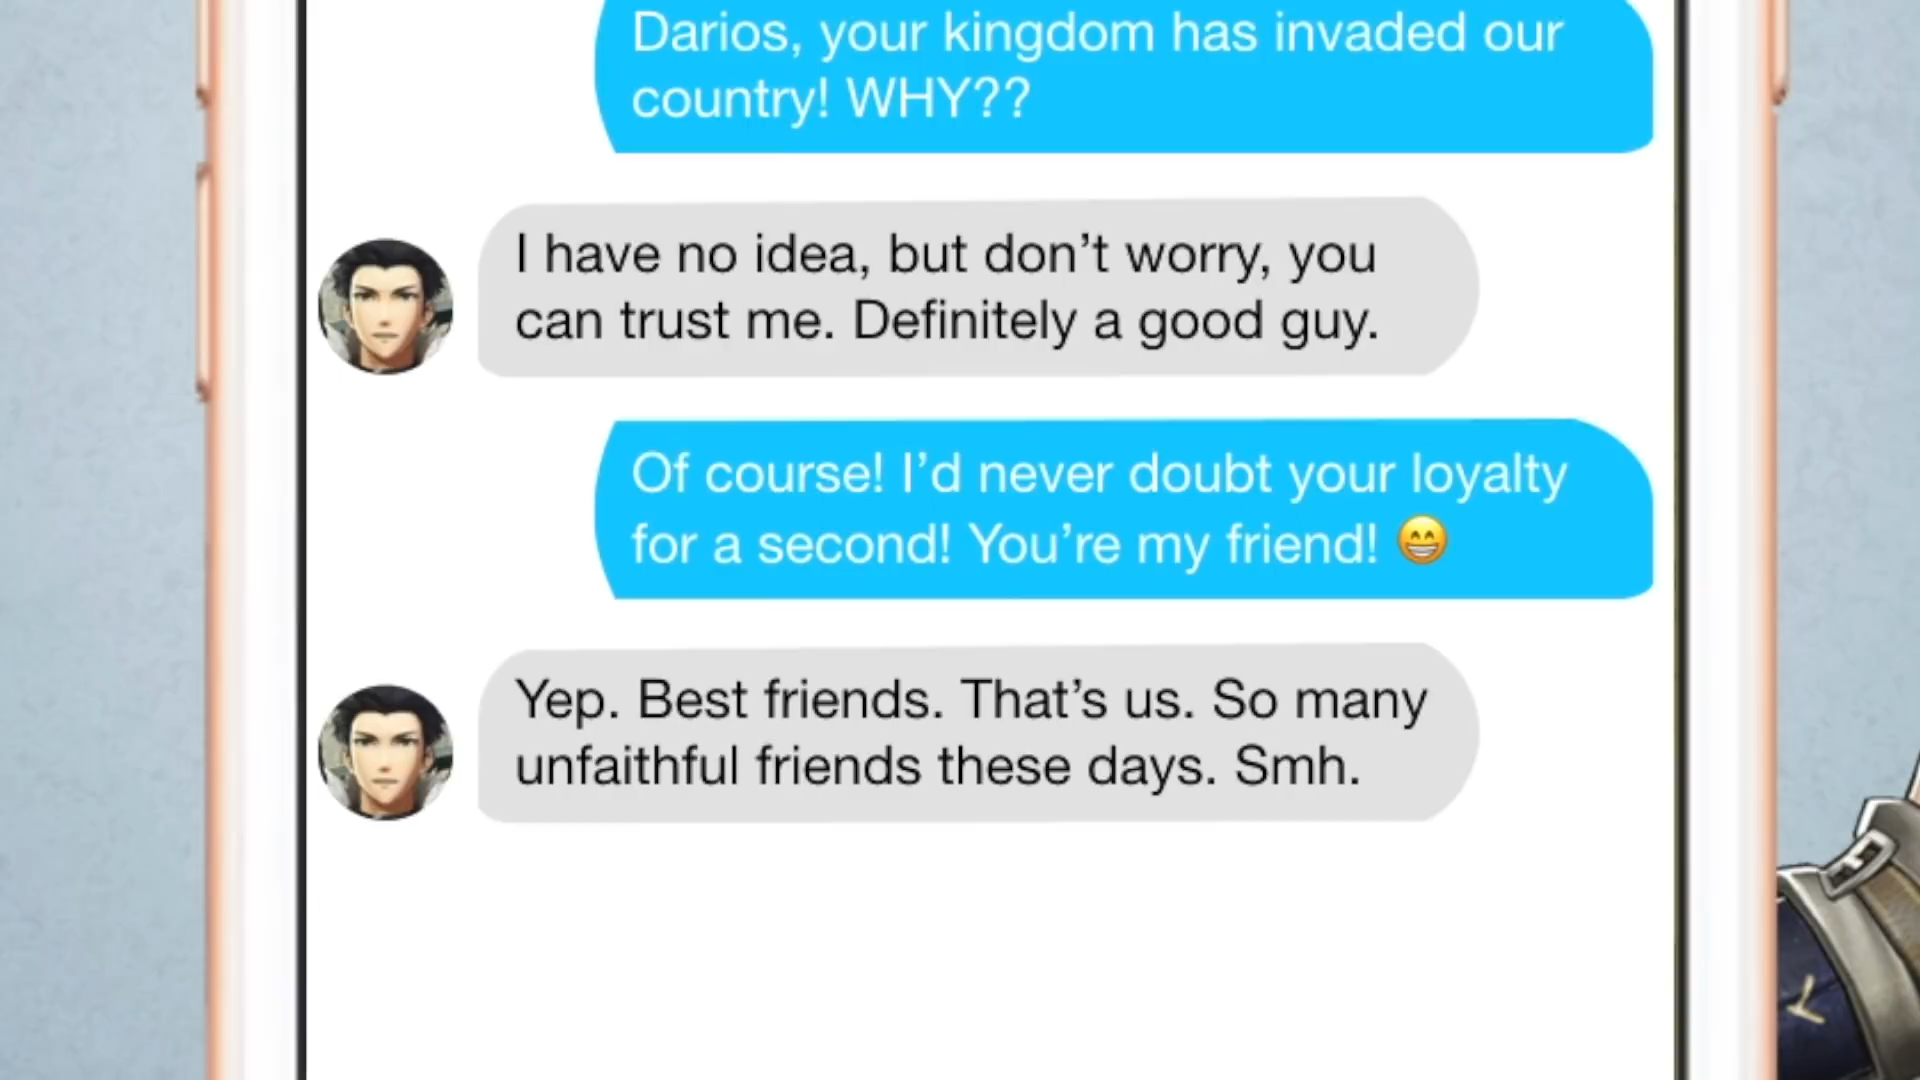 Darios, your kingdom has invaded our
country! WHY??
I have no idea, but don’t worry, you
can trust me. Definitely a good guy.
Of course! I’d never doubt your loyalty
for a second! You’re my friend! 😁
Yep. Best friends. That’s us. So many
unfaithful friends these days. Smh.